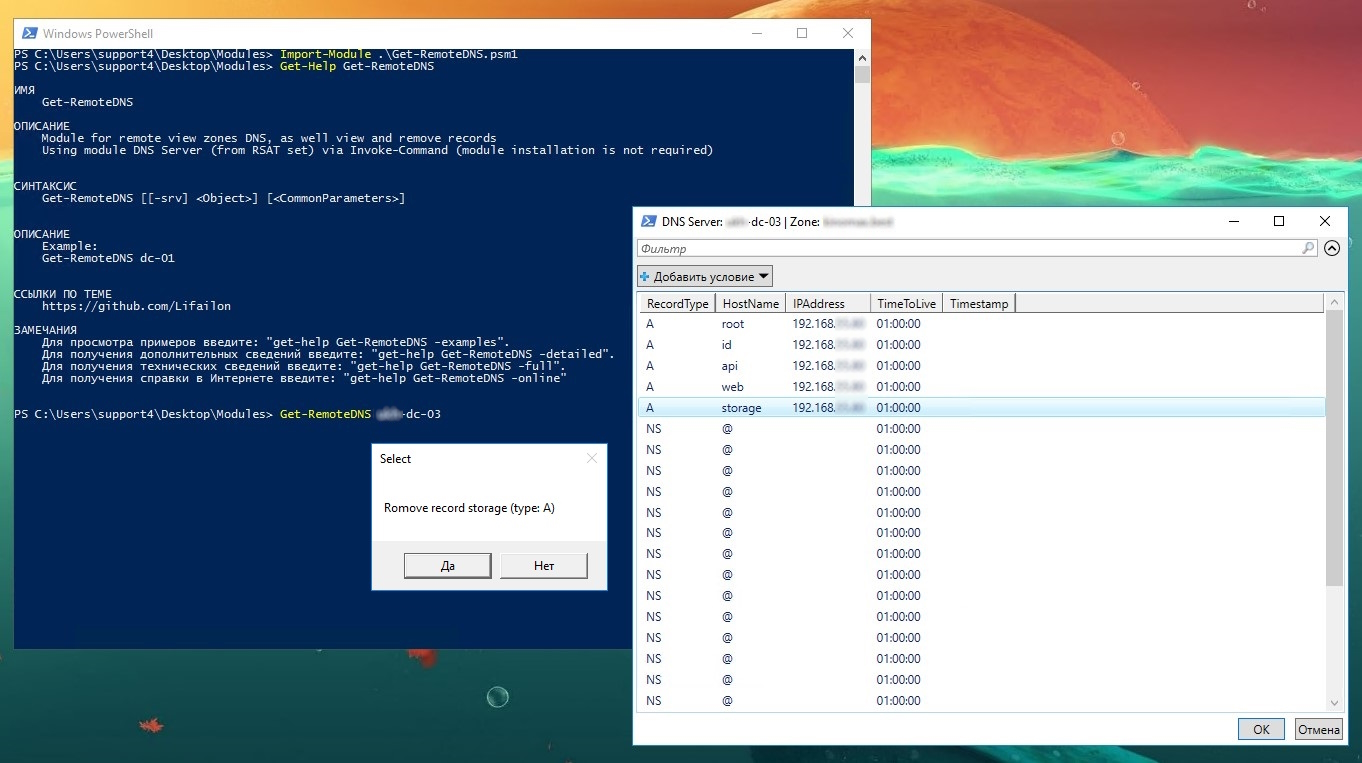 Windows PowerShell
PS C:\Users\support4\Desktop\Modules> Import-Module .\Get-RemoteDNS.psm1
PS C:\Users\support4\Desktop\Modules> Get-Help Get-RemoteDNS
ИМЯ
Get-RemoteDNS
ОПИСАНИЕ
Module for remote view zones DNS, as well view and remove records
Using module DNS Server (from RSAT set) via Invoke-Command (module installation is not required)
СИНТАКСИС
Get-RemoteDNS [[-srv] <Object>] [<CommonParameters>]
ОПИСАНИЕ
Example:
Get-RemoteDNS dc-01
ССЫЛКИ ПО ТЕМЕ
https://github.com/Lifailon
ЗАМЕЧАНИЯ
Для просмотра примеров введите: "get-help Get-RemoteDNS -examples".
Для получения дополнительных сведений введите: "get-help Get-RemoteDNS -detailed".
Для получения технических сведений введите: "get-help Get-RemoteDNS -full".
Для получения справки в Интернете введите: "get-help Get-RemoteDNS -online"
PS C:\Users\support4\Desktop\Modules> Get-RemoteDNS -dc-03
Select
Romove record storage (type: A)
Да Нет
DNS Server: -dc-03 | Zone:
Фильтр
Добавить условие
RecordType HostName IPAddress TimeToLive Timestamp
A root 192.168. 01:00:00
A id 192.168. 01:00:00
A api 192.168. 01:00:00
A web 192.168. 01:00:00
A storage 192.168. 01:00:00
NS @ 01:00:00
NS @ 01:00:00
NS @ 01:00:00
NS @ 01:00:00
NS @ 01:00:00
NS @ 01:00:00
NS @ 01:00:00
NS @ 01:00:00
NS @ 01:00:00
NS @ 01:00:00
NS @ 01:00:00
NS @ 01:00:00
NS @ 01:00:00
NS @ 01:00:00
OK Отмена